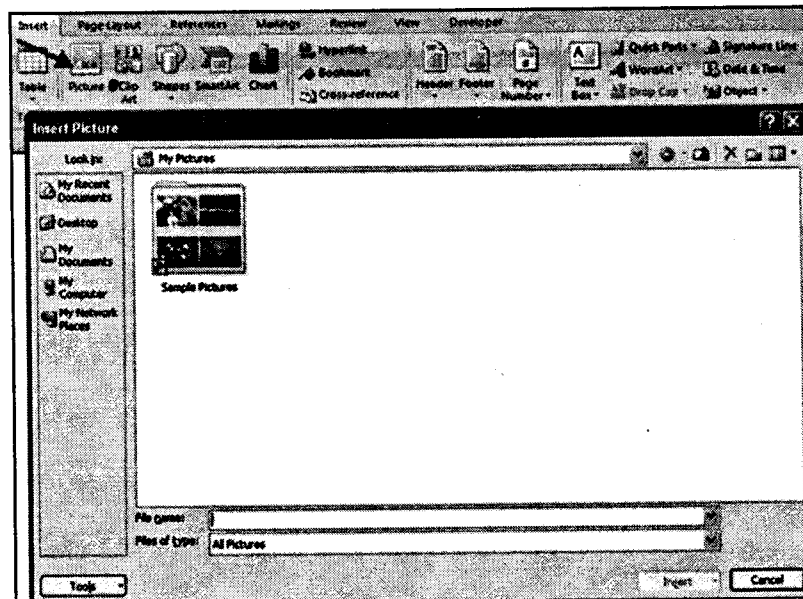 Insert Page Layout References Mailings Review View Developer
Hyperlink
Bookmark
Cross-reference
Table Picture Clip Art Shapes SmartArt Chart
Header Footer Page Number
Text Box
Quick Parts
WordArt
Drop Cap
Signature Line
Date & Time
Object
Insert Picture
Look in: My Pictures
My Recent Documents
Desktop
My Documents
My Computer
My Network Places
Sample Pictures
File name:
Files of type: All Pictures
Tools Insert Cancel